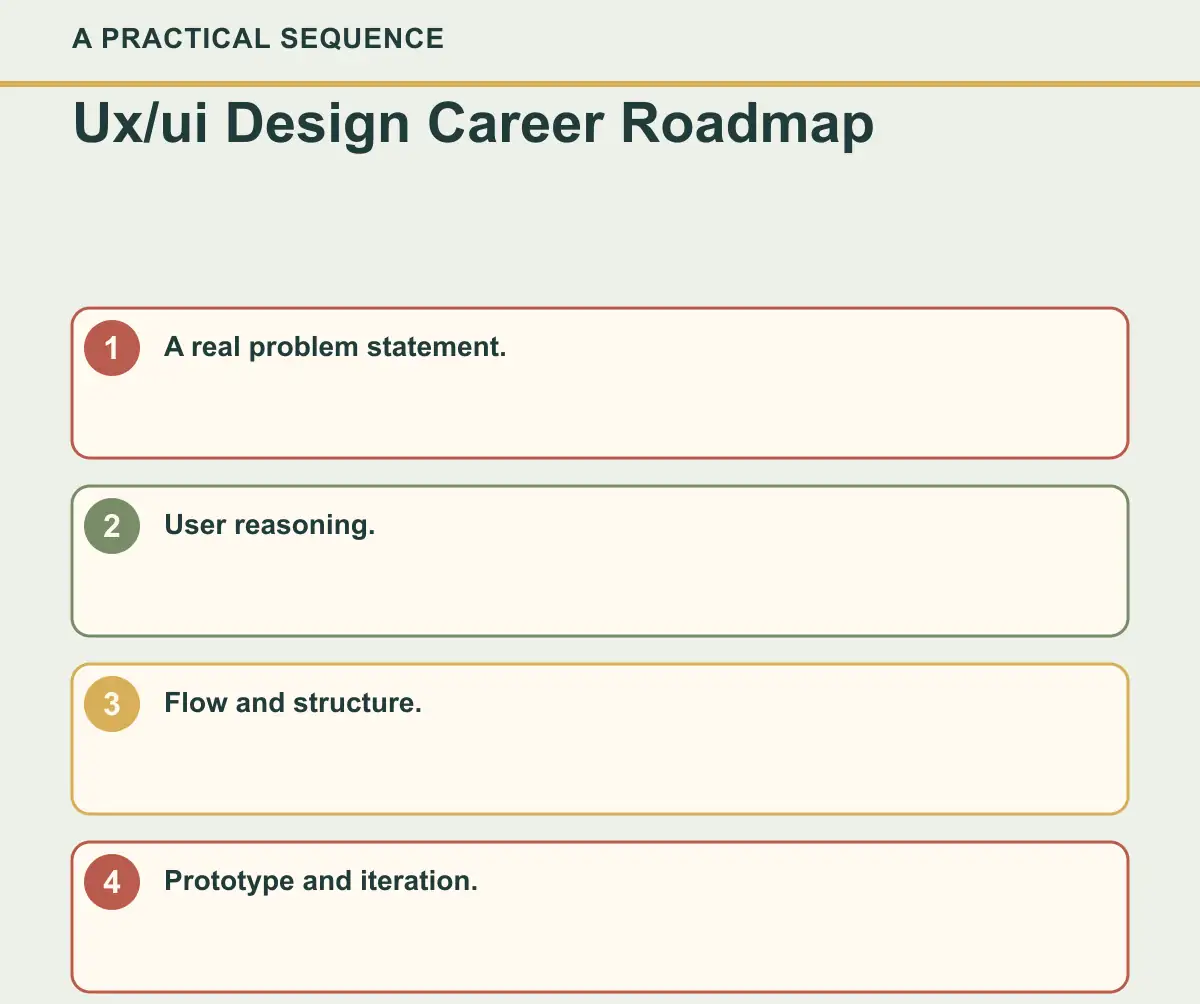 A PRACTICAL SEQUENCE
Ux/ui Design Career Roadmap
1 A real problem statement.
2 User reasoning.
3 Flow and structure.
4 Prototype and iteration.